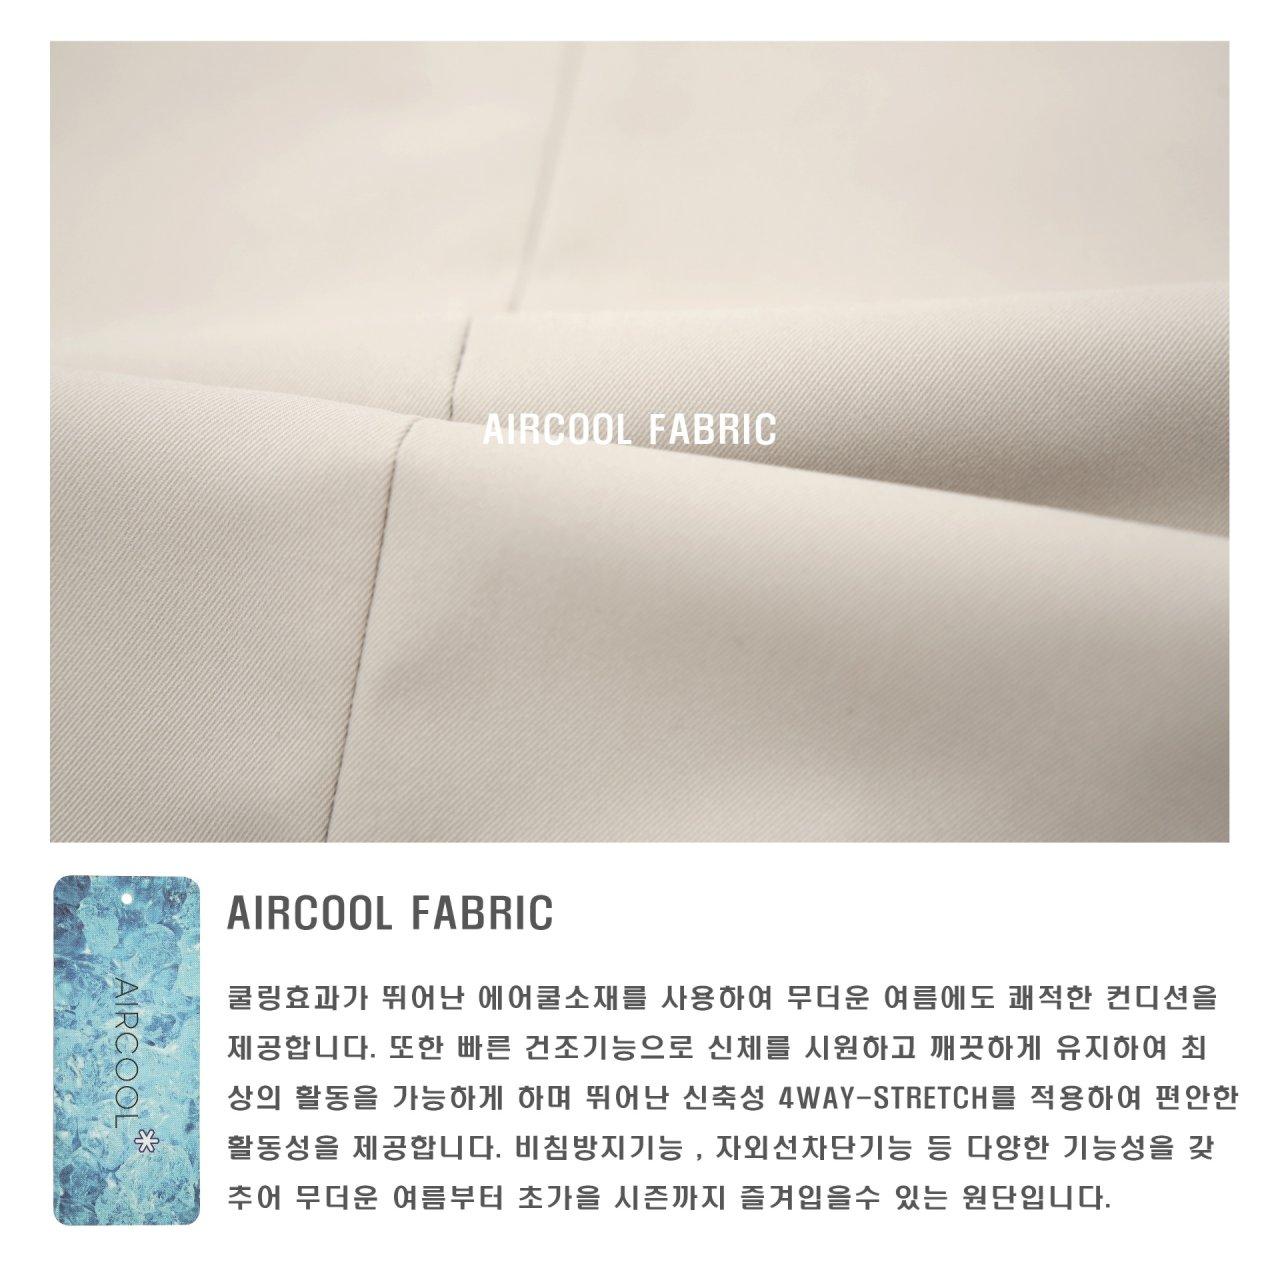 AIRCOOL FABRIC
AIRCOOL
AIRCOOL FABRIC
쿨링효과가 뛰어난 에어쿨소재를 사용하여 무더운 여름에도 쾌적한 컨디션을
제공합니다. 또한 빠른 건조기능으로 신체를 시원하고 깨끗하게 유지하여 최
상의 활동을 가능하게 하며 뛰어난 신축성 4WAY-STRETCH를 적용하여 편안한
활동성을 제공합니다. 비침방지기능 , 자외선차단기능 등 다양한 기능성을 갖
추어 무더운 여름부터 초가을 시즌까지 즐겨입을수 있는 원단입니다.